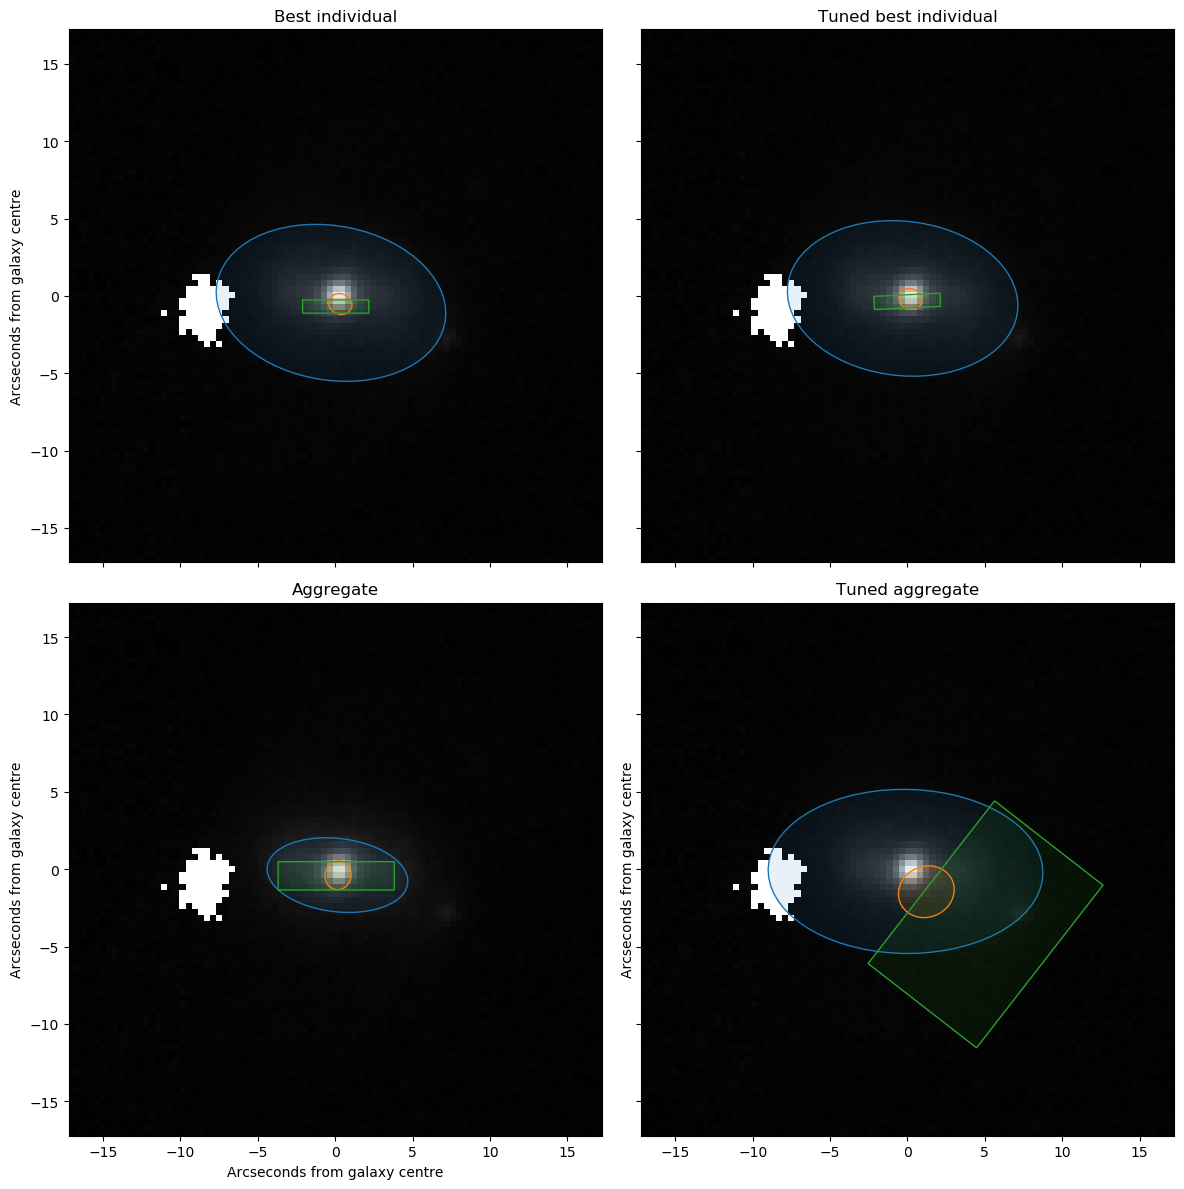 Best individual
Tuned best individual
15
10
5
0
−5
−10
−15
Arcseconds from galaxy centre
Aggregate
Tuned aggregate
15
10
5
0
−5
−10
−15
Arcseconds from galaxy centre
Arcseconds from galaxy centre
−15 −10 −5 0 5 10 15
−15 −10 −5 0 5 10 15
Arcseconds from galaxy centre